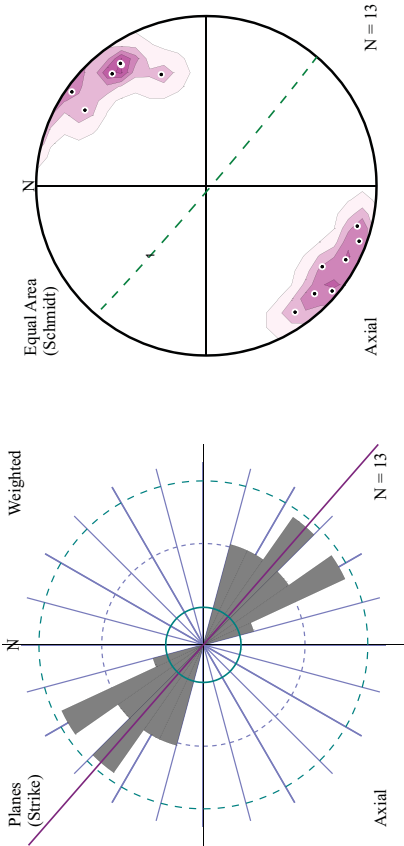 Planes
(Strike)
N
Weighted
Axial
N = 13
Equal Area
(Schmidt)
N
Axial
N = 13